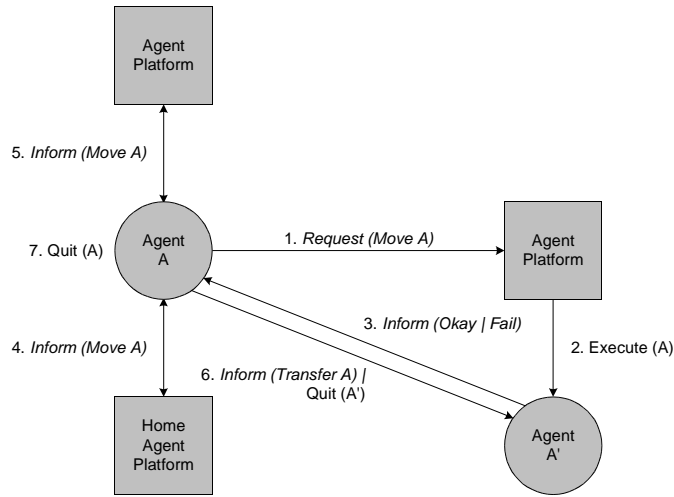 Agent
Platform
5. Inform (Move A)
7. Quit (A)
Agent
A
1. Request (Move A)
Agent
Platform
3. Inform (Okay | Fail)
2. Execute (A)
4. Inform (Move A)
6. Inform (Transfer A) |
Quit (A')
Home
Agent
Platform
Agent
A'